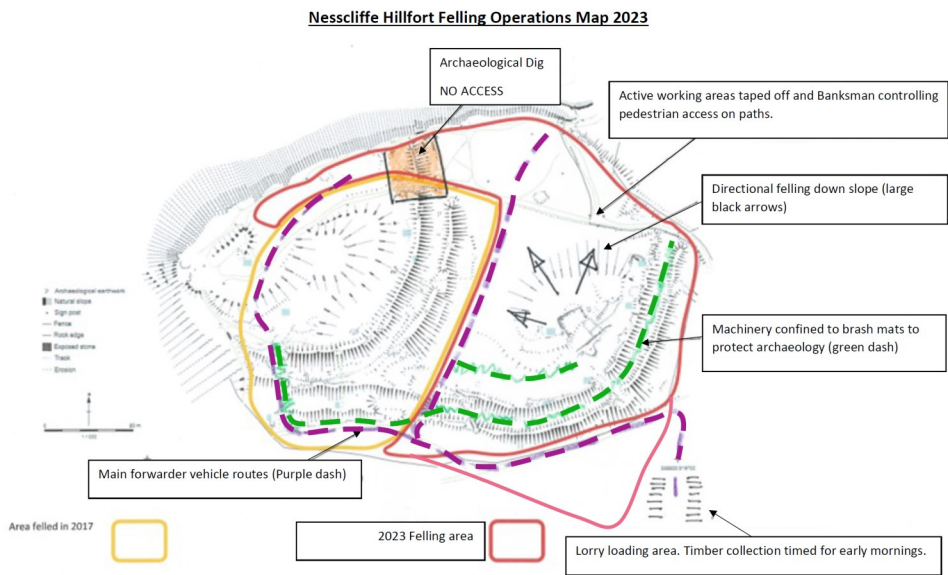 Nesscliffe Hillfort Felling Operations Map 2023
Archaeological Dig
NO ACCESS
Active working areas taped off and Banksman controlling
pedestrian access on paths.
Directional felling down slope (large
black arrows)
Archaeological earthwork
Natural slope
Sign post
Fence
Rock edge
Exposed stone
Track
Erosion
Machinery confined to brash mats to
protect archaeology (green dash)
Main forwarder vehicle routes (Purple dash)
Area felled in 2017
2023 Felling area
Lorry loading area. Timber collection timed for early mornings.